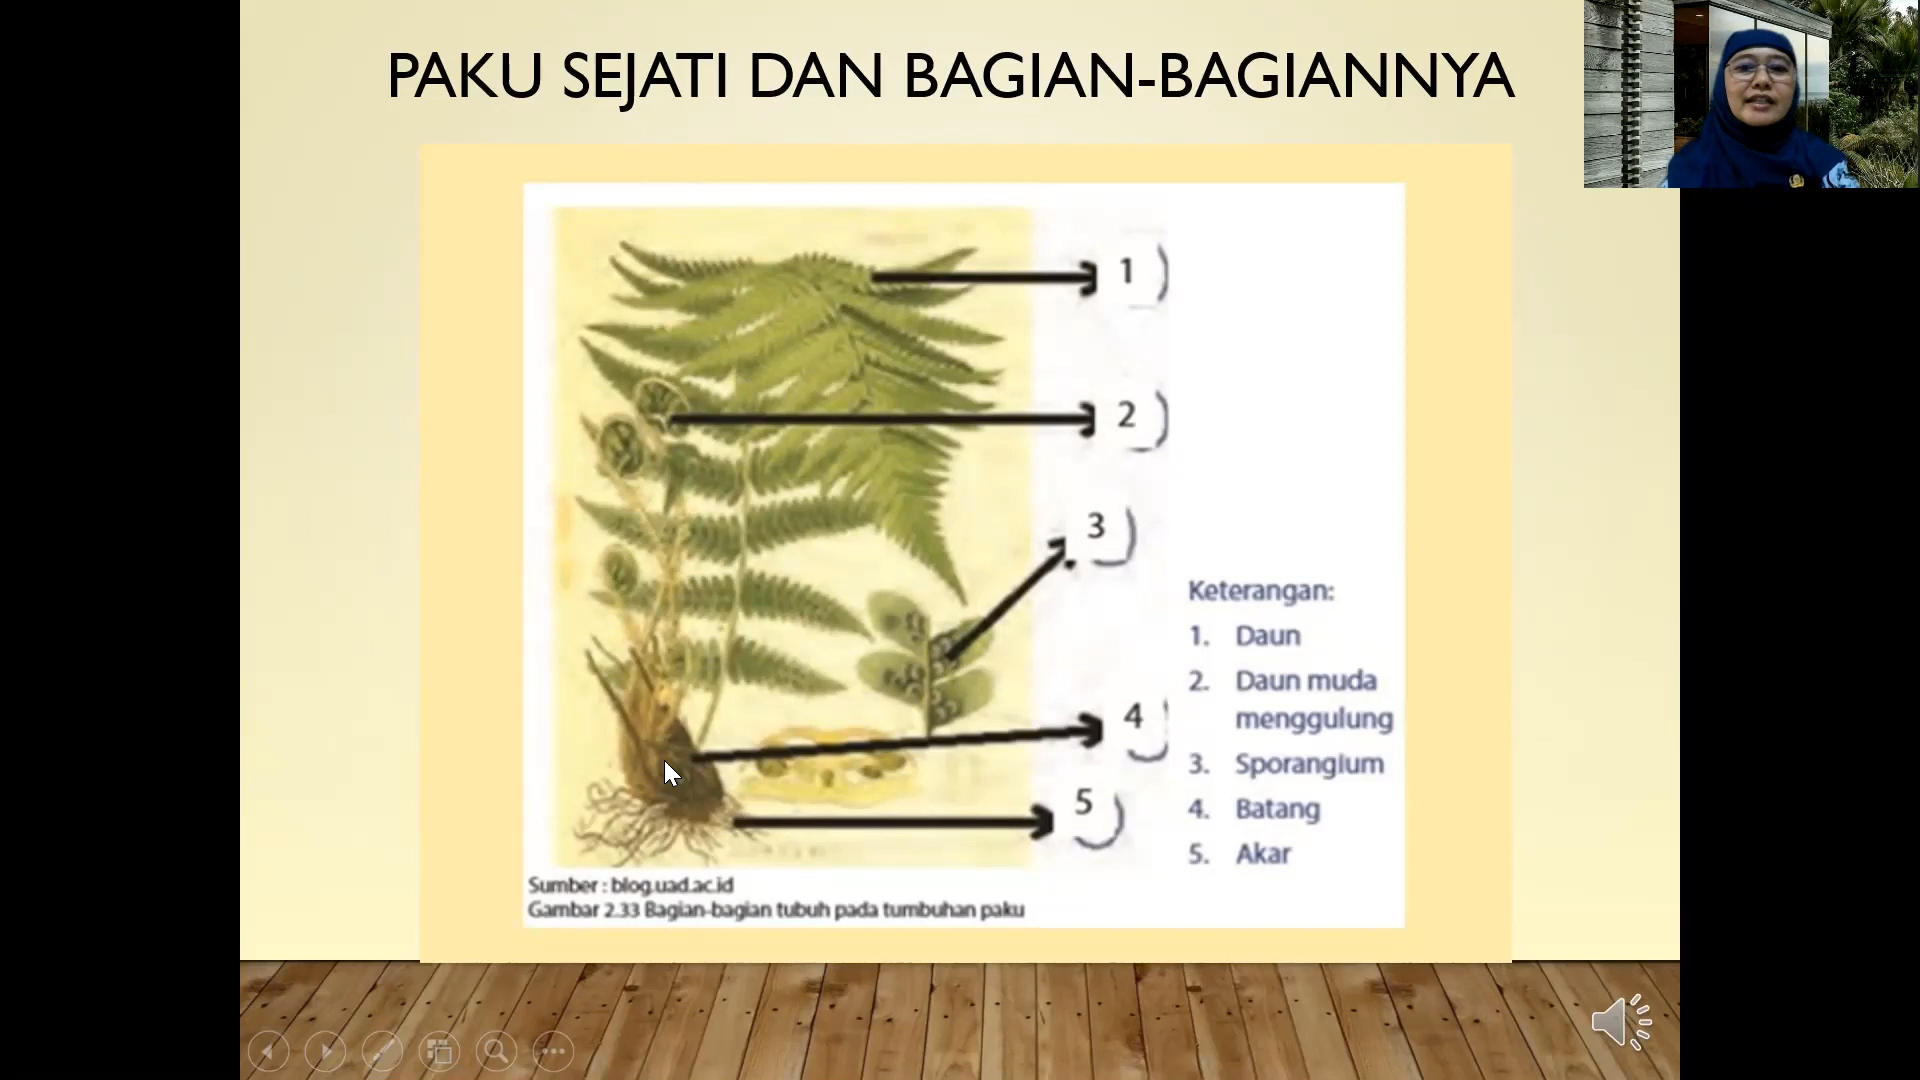 PAKU SEJATI DAN BAGIAN-BAGIANNYA
1
2
3
4
5
Keterangan:
1. Daun
2. Daun muda
menggulung
3. Sporangium
4. Batang
5. Akar
Sumber : blog.uad.ac.id
Gambar 2.33 Bagian-bagian tubuh pada tumbuhan paku